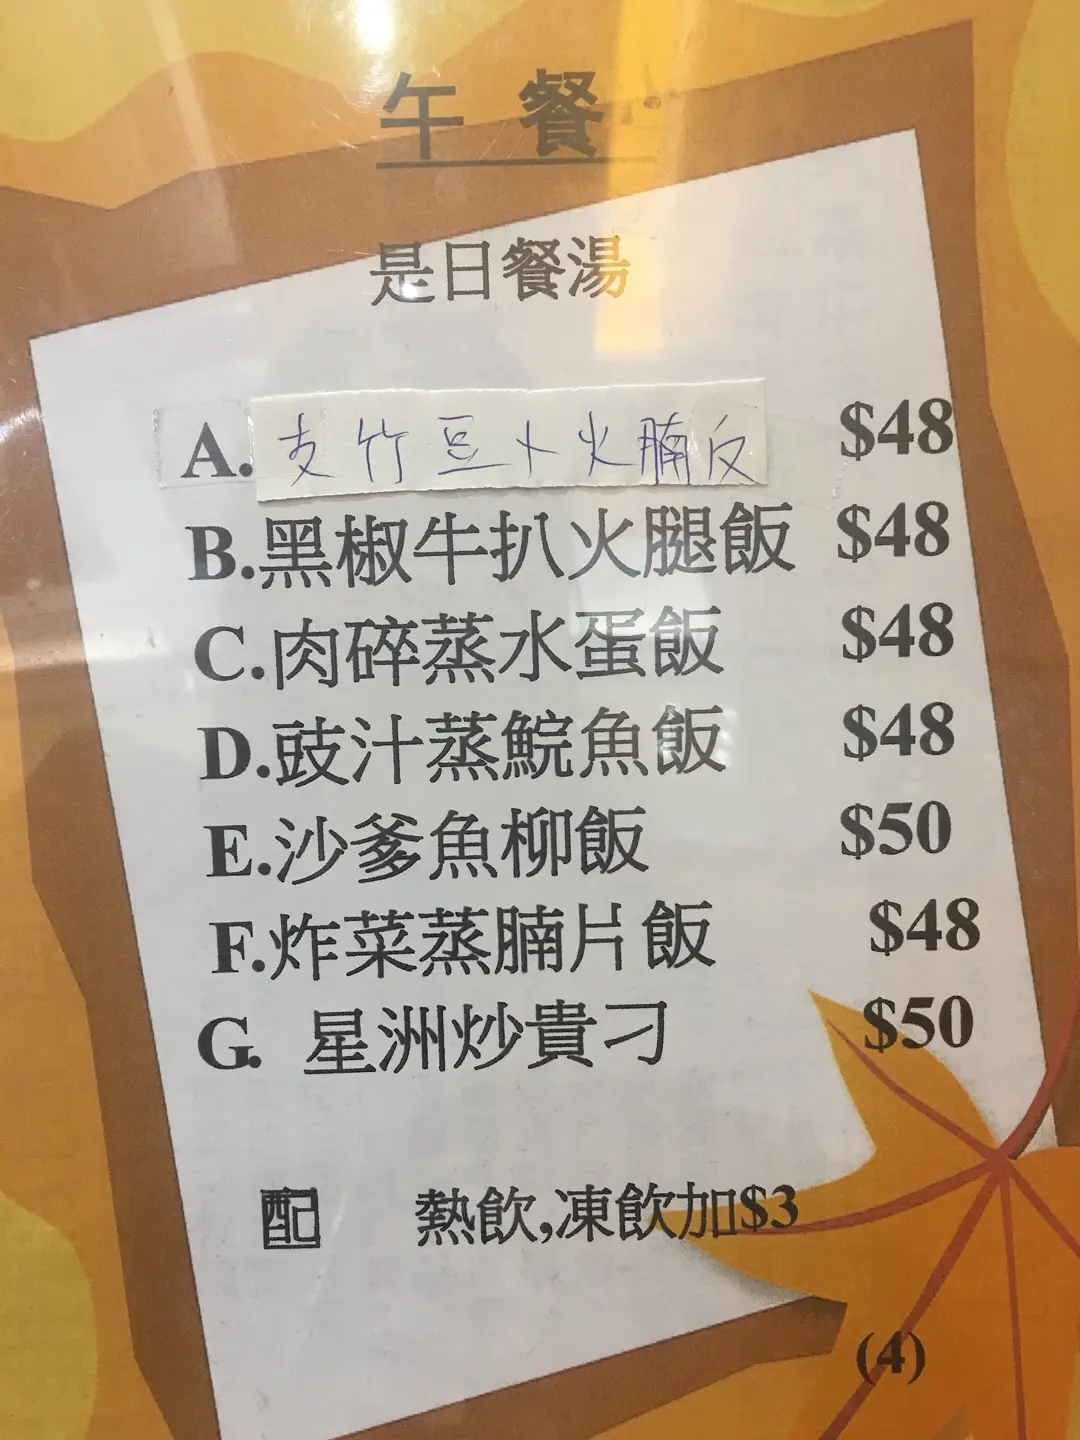 午餐
是日餐湯
A.支竹豆卜火腩反 $48
B.黑椒牛扒火腿飯 $48
C.肉碎蒸水蛋飯 $48
D.豉汁蒸鯇魚飯 $48
E.沙爹魚柳飯 $50
F.炸菜蒸腩片飯 $48
G. 星洲炒貴刁 $50
配 熱飲,凍飲加$3
(4)